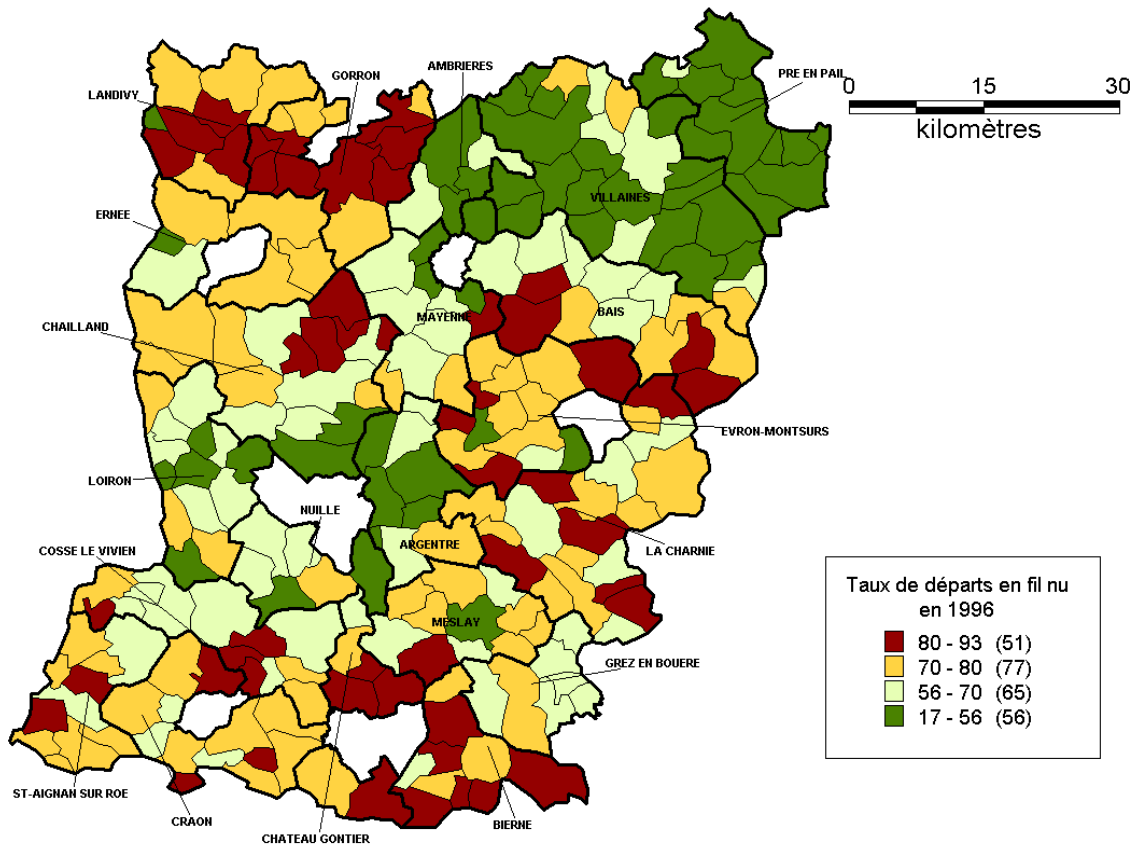 AMBRIERES
GORRON
PRE EN PAIL
LANDIVY
0 15 30
kilomètres
VILLAINES
ERNEE
MAYENNE
BAIS
CHAILLAND
EVRON-MONTSURS
LOIRON
NUILLE
ARGENTRE
LA CHARNIE
COSSE LE VIVIEN
MESLAY
GREZ EN BOUERE
ST-AIGNAN SUR ROE
CRAON
CHATEAU GONTIER
BIERNE
Taux de départs en fil nu
en 1996
80 - 93 (51)
70 - 80 (77)
56 - 70 (65)
17 - 56 (56)